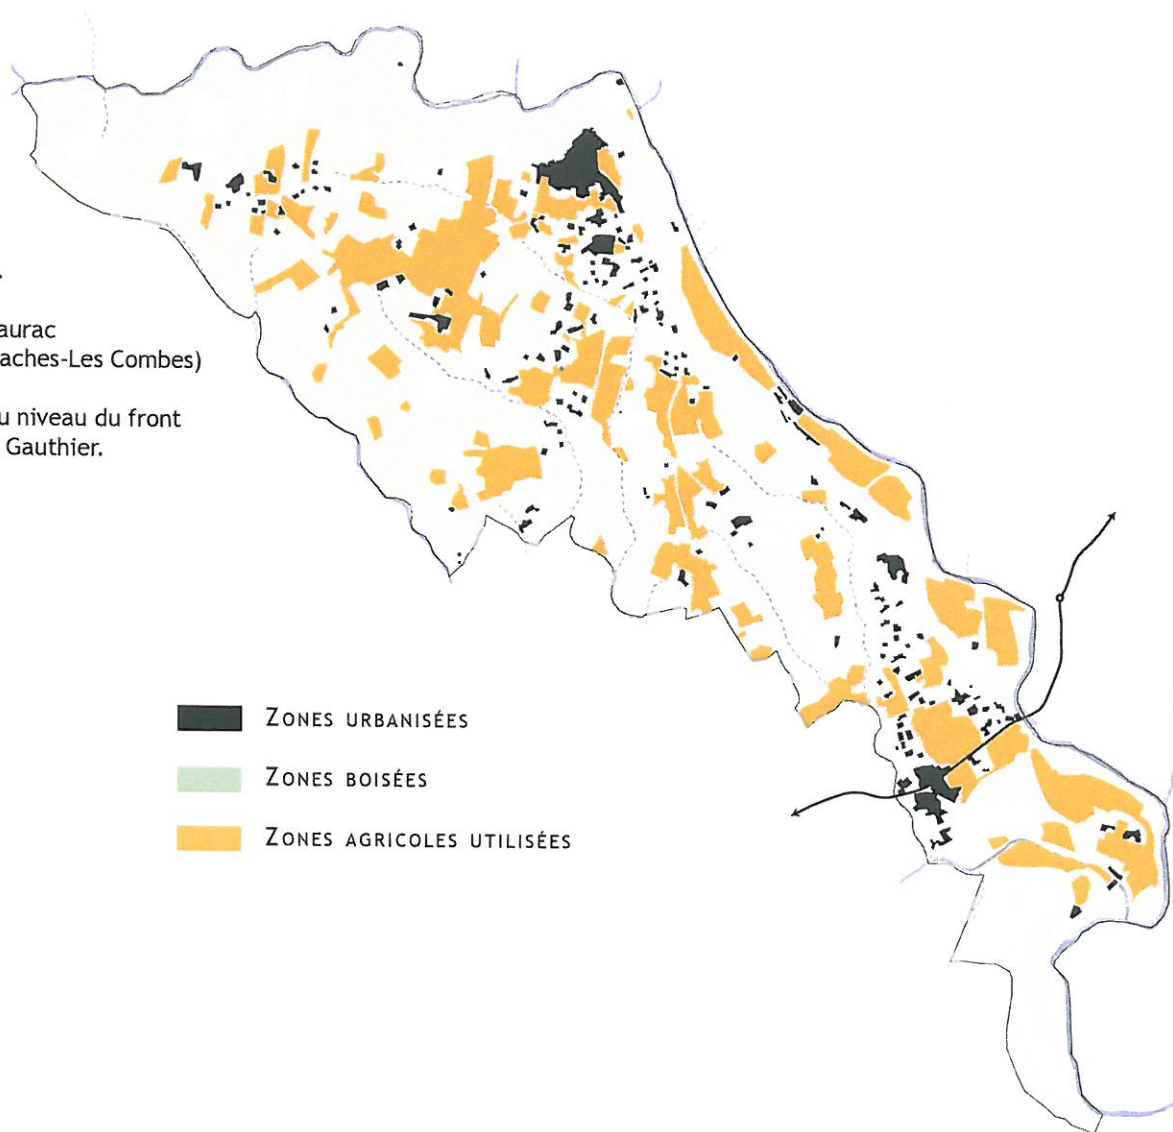 aurac
aches-Les Combes)
u niveau du front
Gauthier.
ZONES URBANISÉES
ZONES BOISÉES
ZONES AGRICOLES UTILISÉES